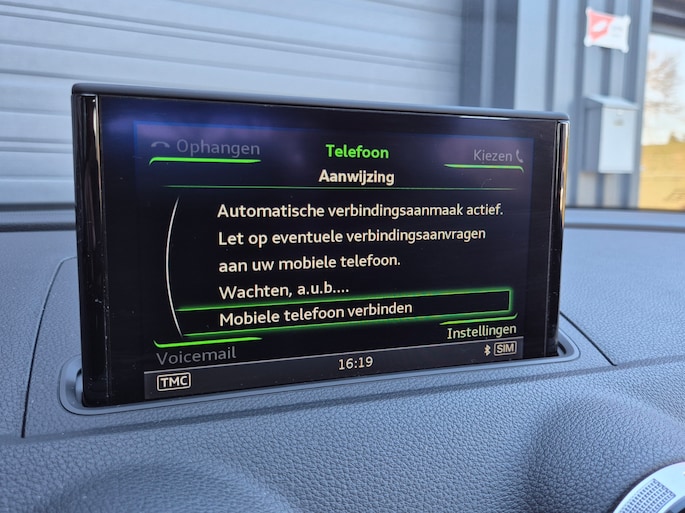 Ophangen
Telefoon
Kiezen
Aanwijzing
Automatische verbindingsaanmaak actief.
Let op eventuele verbindingsaanvragen
aan uw mobiele telefoon.
Wachten, a.u.b....
Mobiele telefoon verbinden
Instellingen
Voicemail
TMC
16:19
SIM